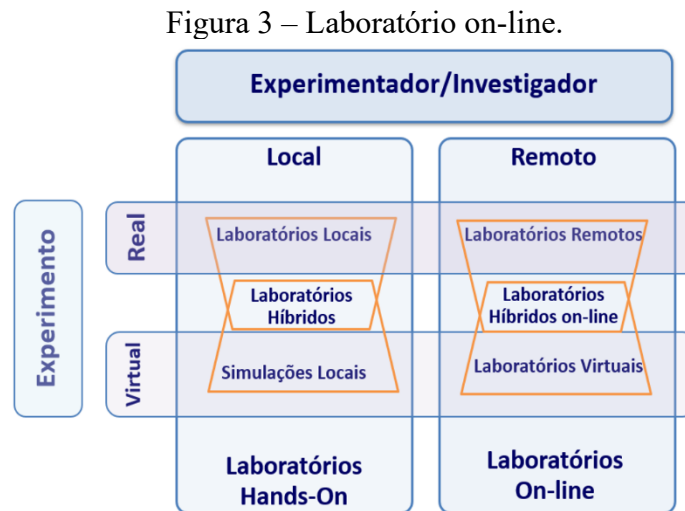 Figura 3 – Laboratório on-line.
Experimentador/Investigador
Local
Remoto
Experimento
Real
Laboratórios Locais
Laboratórios Remotos
Laboratórios
Híbridos
Laboratórios
Híbridos on-line
Virtual
Simulações Locais
Laboratórios Virtuais
Laboratórios
Hands-On
Laboratórios
On-line